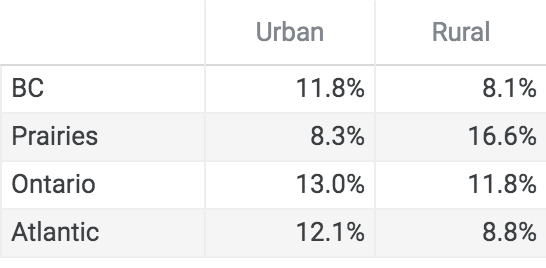 Urban Rural
BC 11.8% 8.1%
Prairies 8.3% 16.6%
Ontario 13.0% 11.8%
Atlantic 12.1% 8.8%